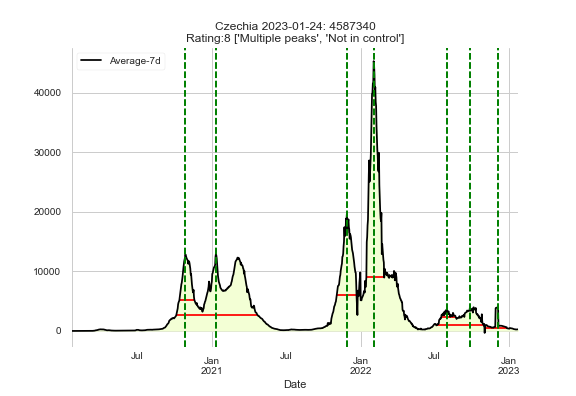 Czechia 2023-01-24: 4587340
Rating:8 ['Multiple peaks', 'Not in control']
Average-7d
40000
30000
20000
10000
0
Jul
Jan
2021
Jul
Jan
2022
Jul
Jan
2023
Date